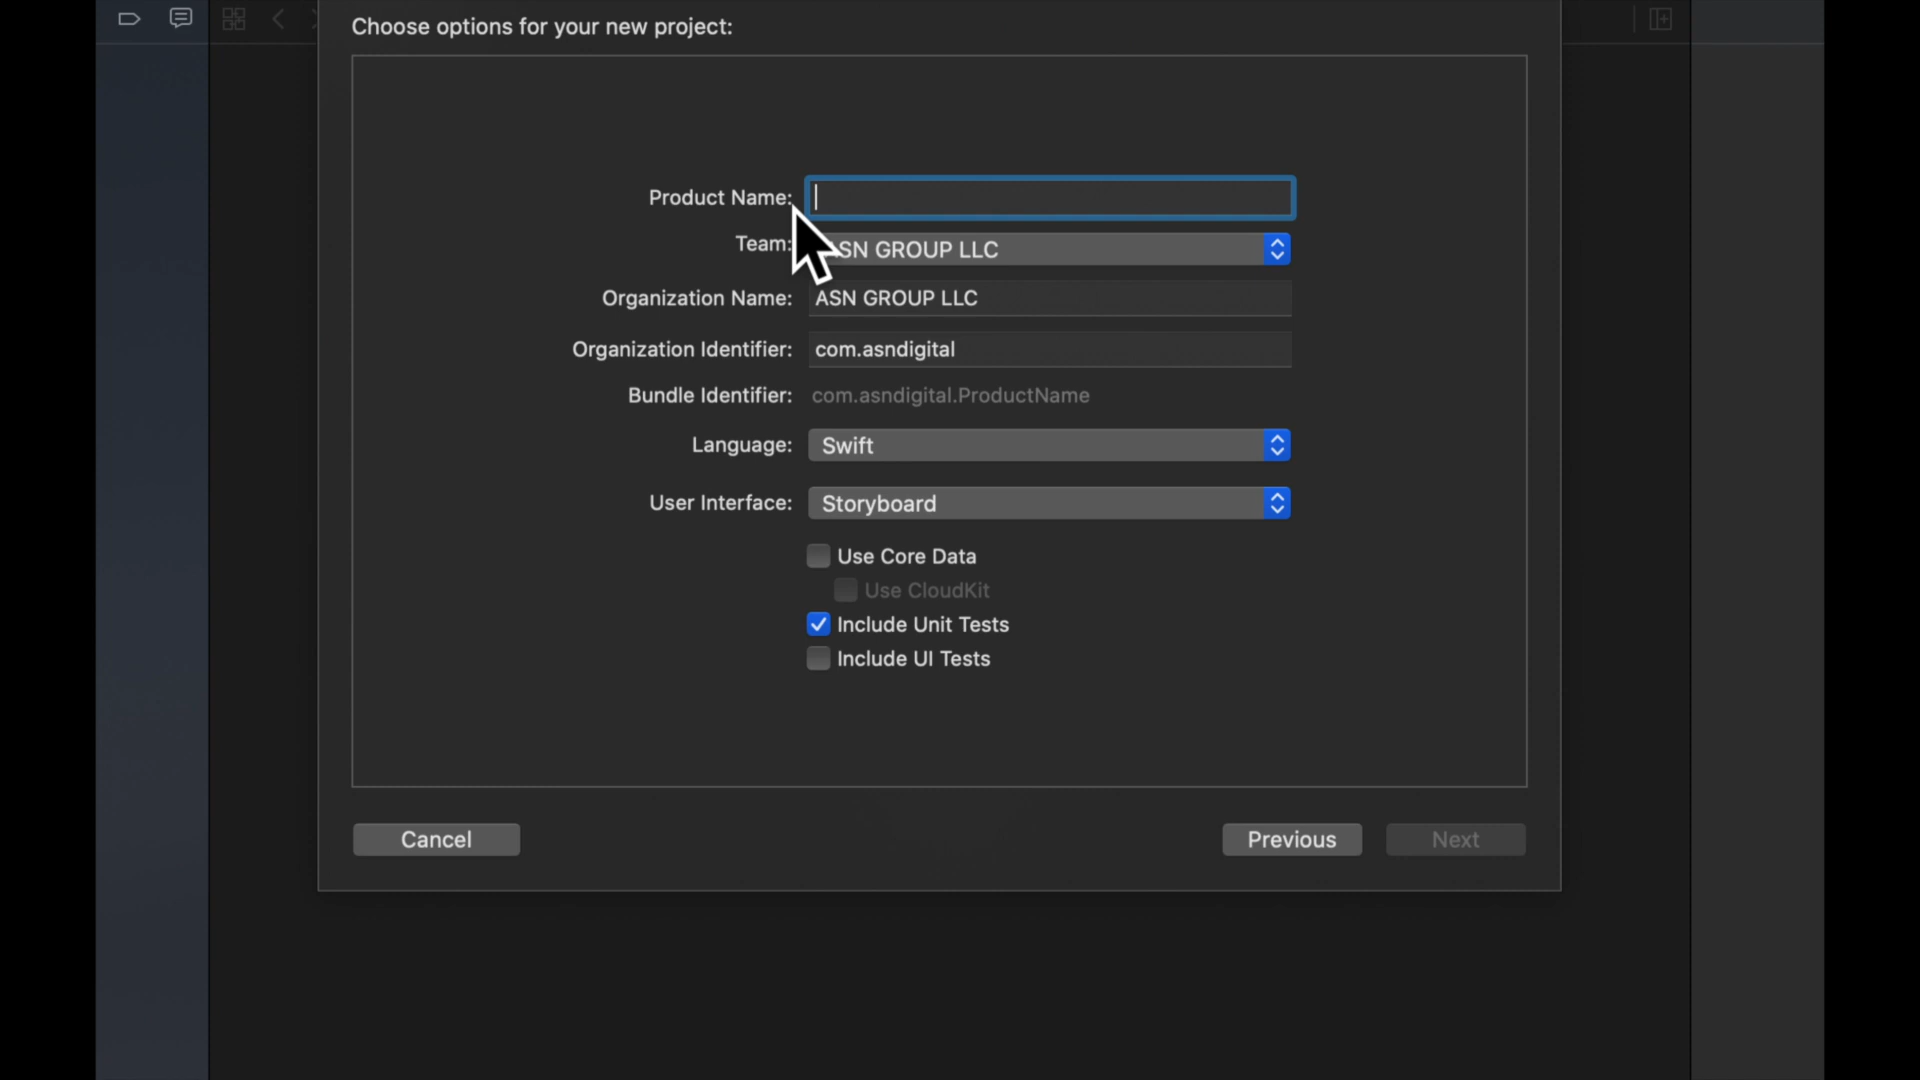 Choose options for your new project:
Product Name:
Team: ASN GROUP LLC
Organization Name: ASN GROUP LLC
Organization Identifier: com.asndigital
Bundle Identifier: com.asndigital.ProductName
Language: Swift
User Interface: Storyboard
Use Core Data
Use CloudKit
Include Unit Tests
Include UI Tests
Cancel Previous Next